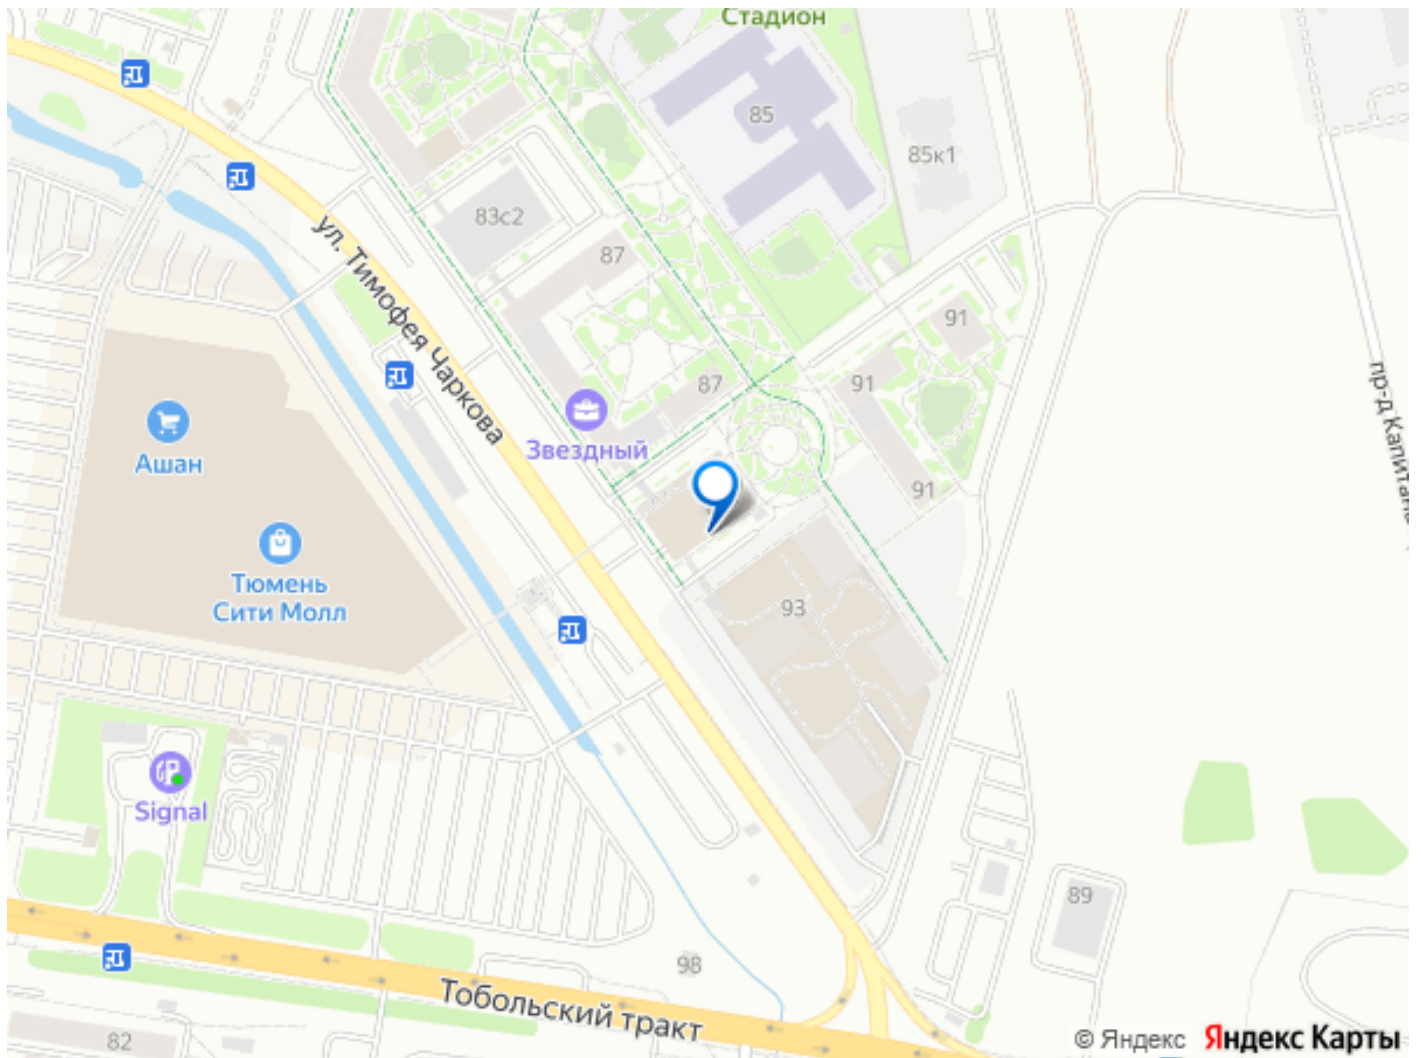 Стадион
85
85к1
83с2
ул. Тимофея Чаркова
87
91
пр-д Капитана
87
91
Звездный
Ашан
91
Тюмень
Сити Молл
93
Signal
89
98
Тобольский тракт
82
© Яндекс Яндекс Карты